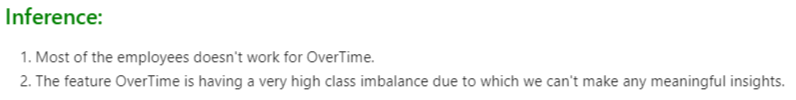 Inference:
1. Most of the employees doesn't work for OverTime.
2. The feature OverTime is having a very high class imbalance due to which we can't make any meaningful insights.